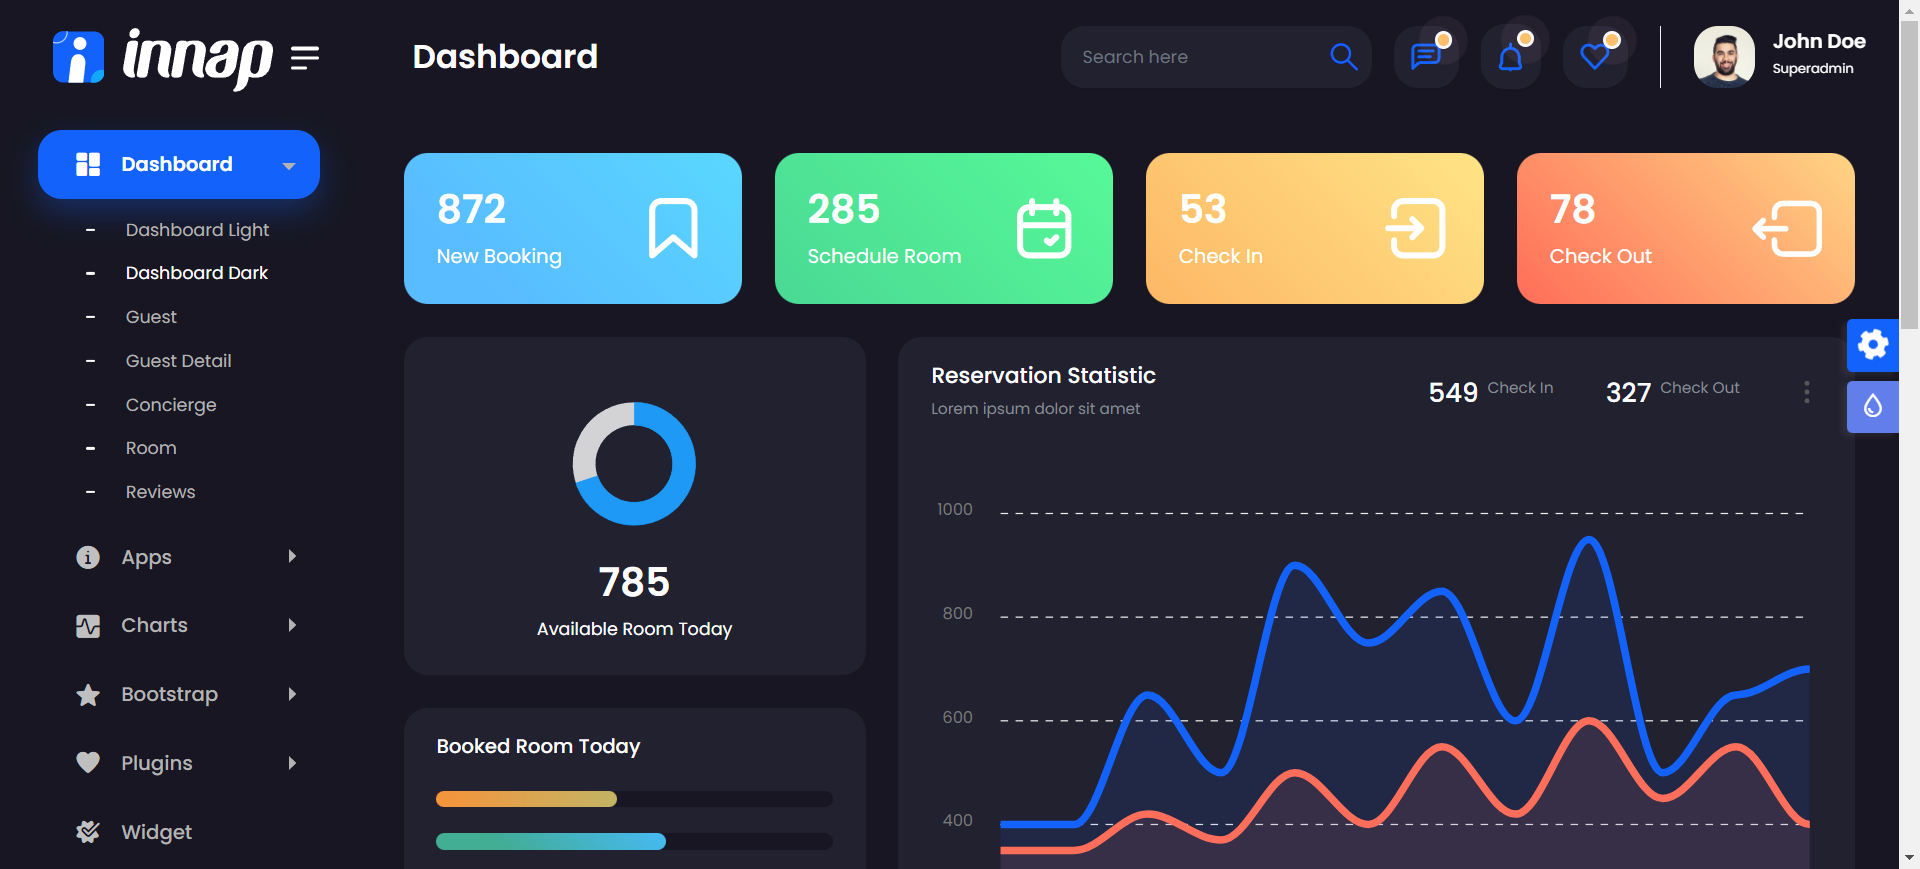 innap
Dashboard
Search here
John Doe
Superadmin
Dashboard
Dashboard Light
Dashboard Dark
Guest
Guest Detail
Concierge
Room
Reviews
Apps
Charts
Bootstrap
Plugins
Widget
872
New Booking
285
Schedule Room
53
Check In
78
Check Out
785
Available Room Today
Booked Room Today
Reservation Statistic
Lorem ipsum dolor sit amet
549 Check In
327 Check Out
1000
800
600
400